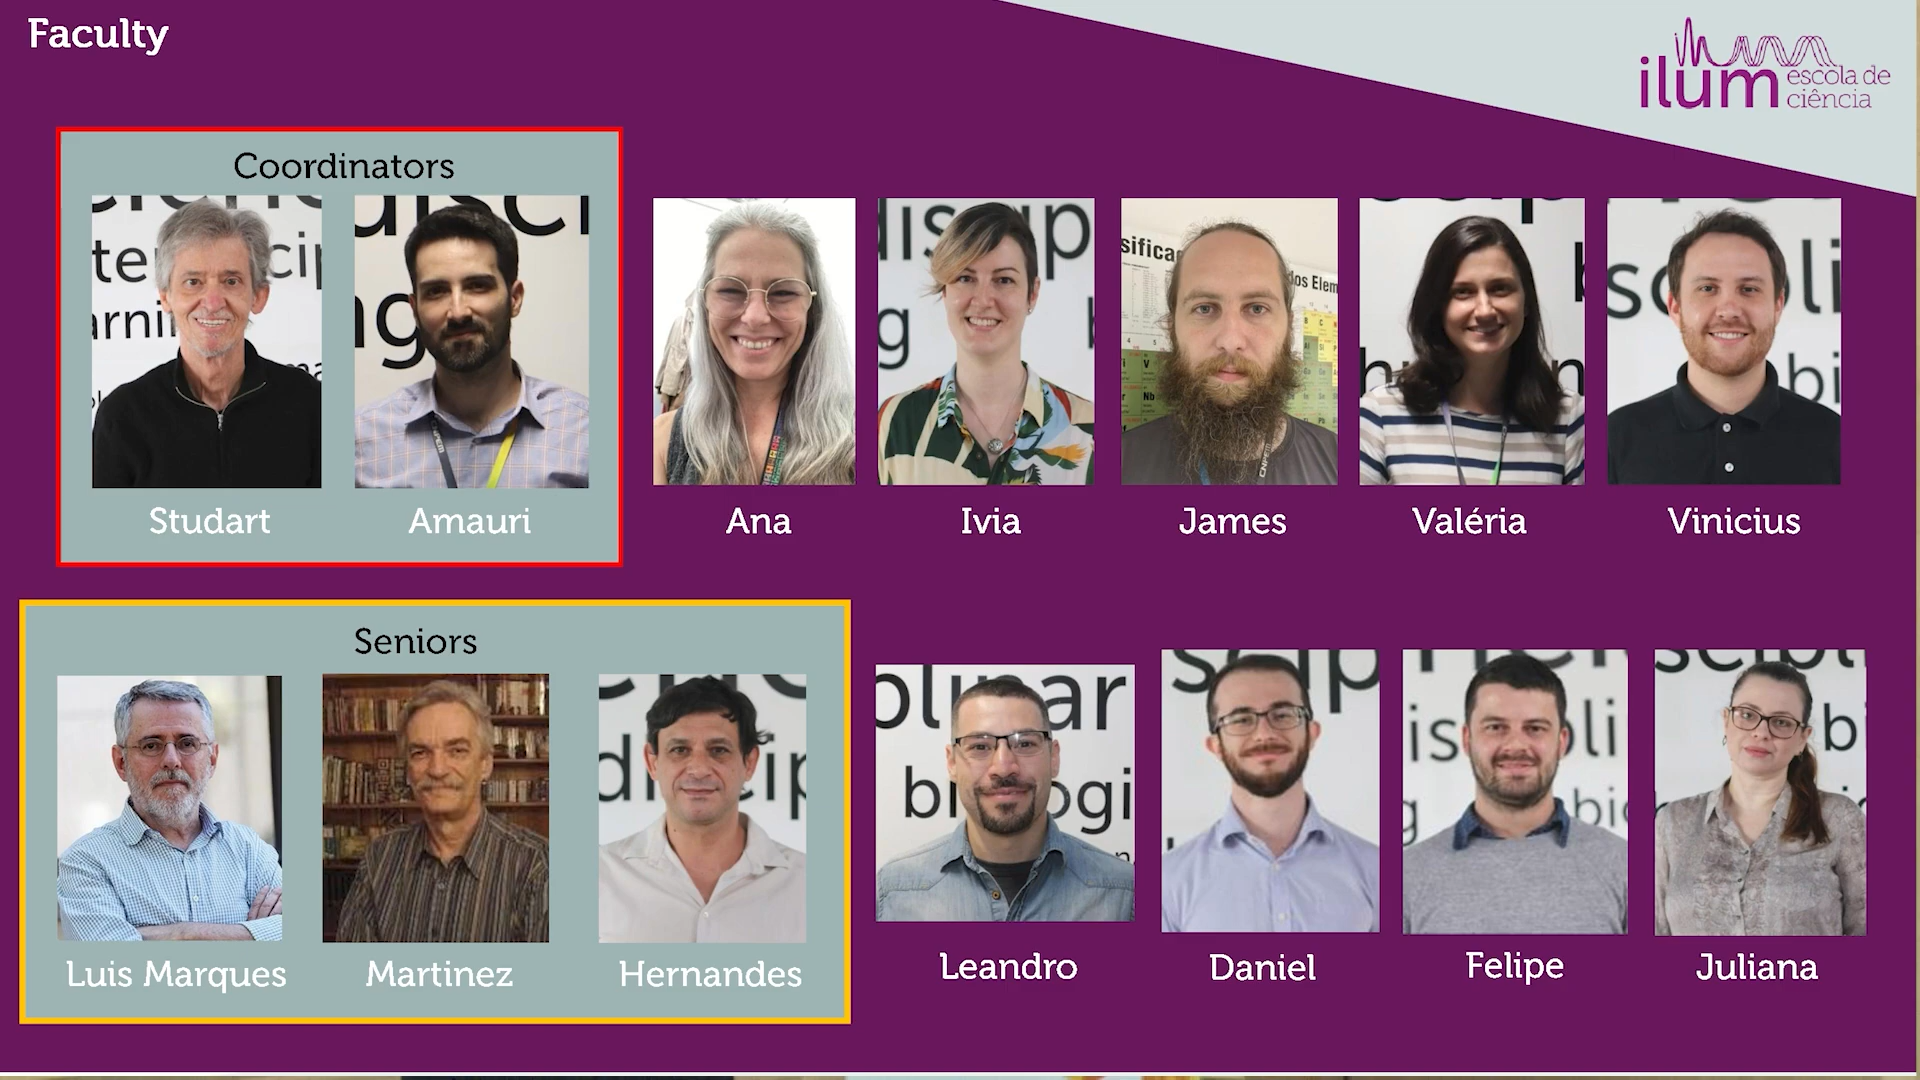 Faculty
ilum escola de
ciência
Coordinators
Studart
Amauri
Ana
Ivia
James
Valéria
Vinicius
Seniors
Luis Marques
Martinez
Hernandes
Leandro
Daniel
Felipe
Juliana